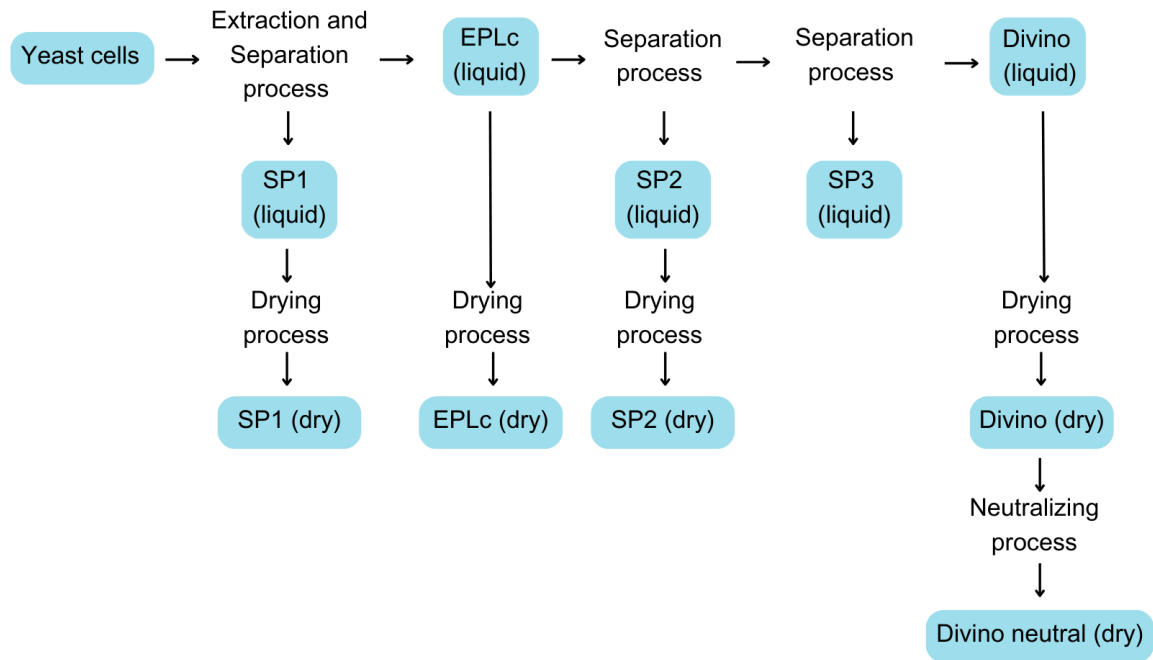 Yeast cells
Extraction and
Separation
process
EPLc
(liquid)
Separation
process
Separation
process
Divino
(liquid)
SP1
(liquid)
SP2
(liquid)
SP3
(liquid)
Drying
process
Drying
process
Drying
process
Drying
process
SP1 (dry)
EPLc (dry)
SP2 (dry)
Divino (dry)
Neutralizing
process
Divino neutral (dry)